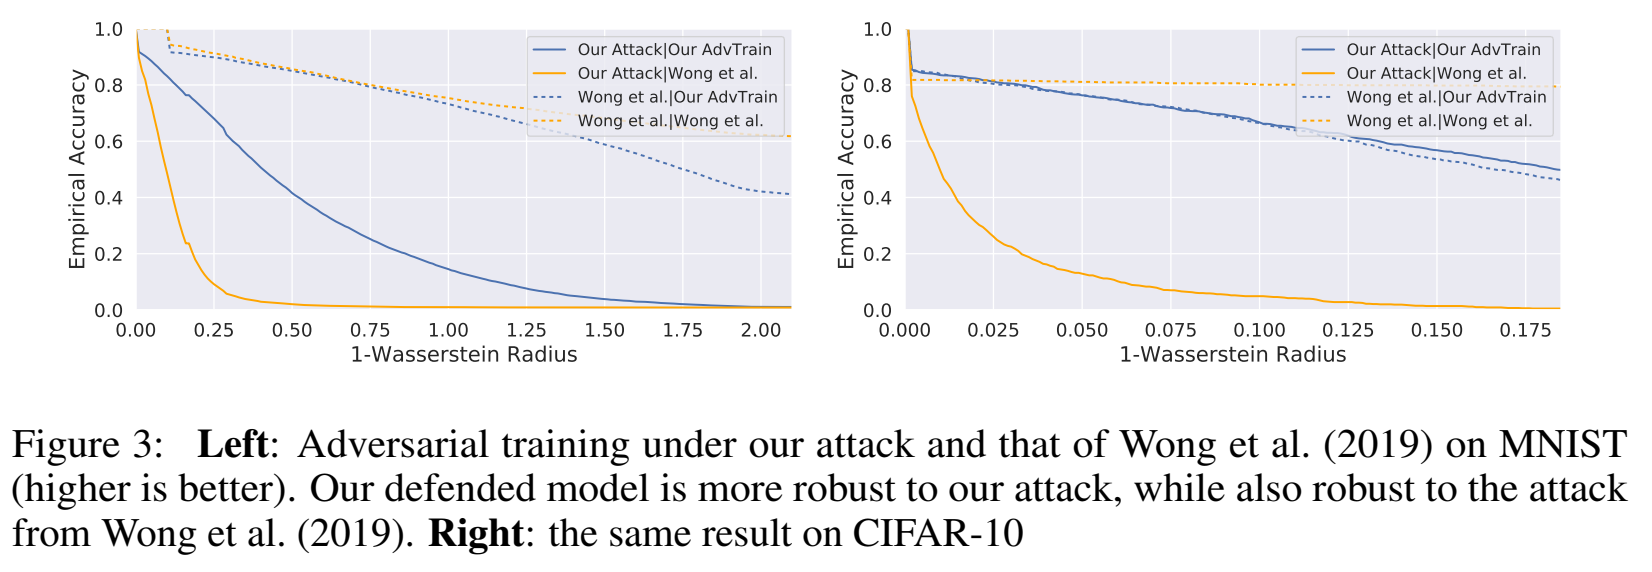 1.0
0.8
0.6
0.4
0.2
0.0
Empirical Accuracy
Our Attack|Our AdvTrain
Our Attack|Wong et al.
Wong et al.|Our AdvTrain
Wong et al.|Wong et al.
0.00 0.25 0.50 0.75 1.00 1.25 1.50 1.75 2.00
1-Wasserstein Radius
1.0
0.8
0.6
0.4
0.2
0.0
Empirical Accuracy
Our Attack|Our AdvTrain
Our Attack|Wong et al.
Wong et al.|Our AdvTrain
Wong et al.|Wong et al.
0.000 0.025 0.050 0.075 0.100 0.125 0.150 0.175
1-Wasserstein Radius
Figure 3: Left: Adversarial training under our attack and that of Wong et al. (2019) on MNIST
(higher is better). Our defended model is more robust to our attack, while also robust to the attack
from Wong et al. (2019). Right: the same result on CIFAR-10